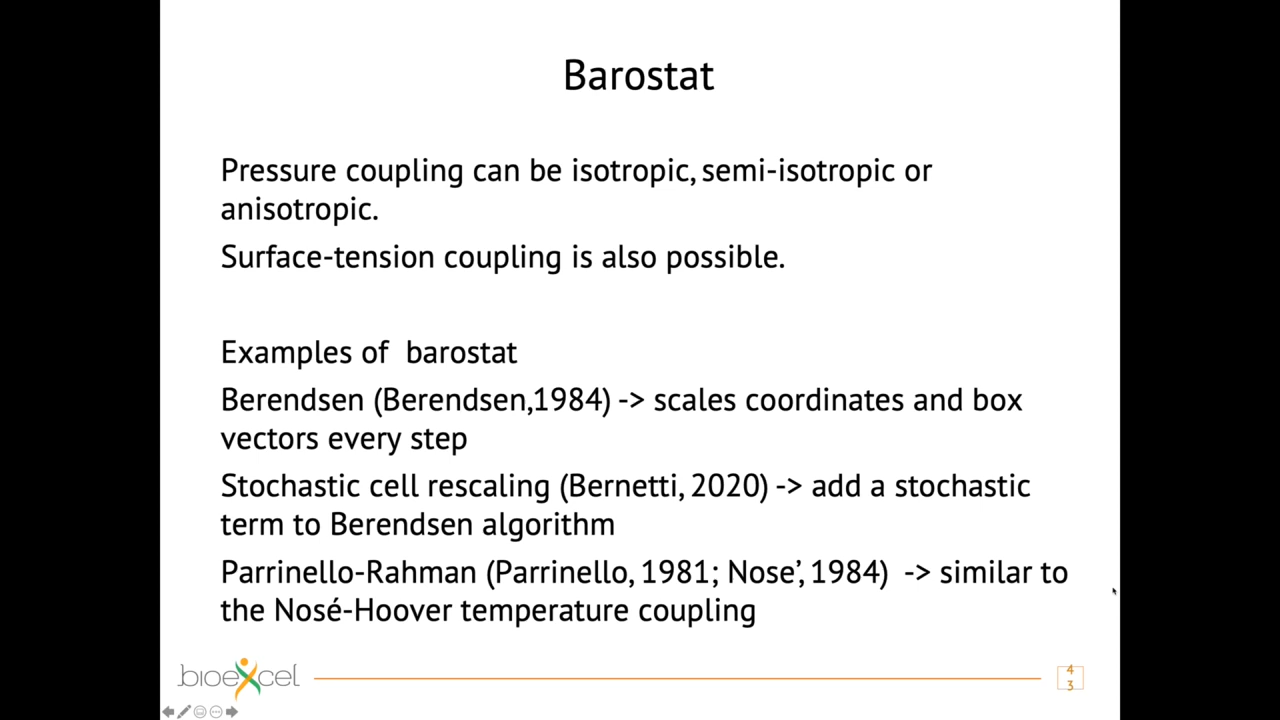 Barostat
Pressure coupling can be isotropic, semi-isotropic or
anisotropic.
Surface-tension coupling is also possible.
Examples of barostat
Berendsen (Berendsen,1984) -> scales coordinates and box
vectors every step
Stochastic cell rescaling (Bernetti, 2020) -> add a stochastic
term to Berendsen algorithm
Parrinello-Rahman (Parrinello, 1981; Nose’, 1984) -> similar to
the Nosé-Hoover temperature coupling
bioexcel
4
3